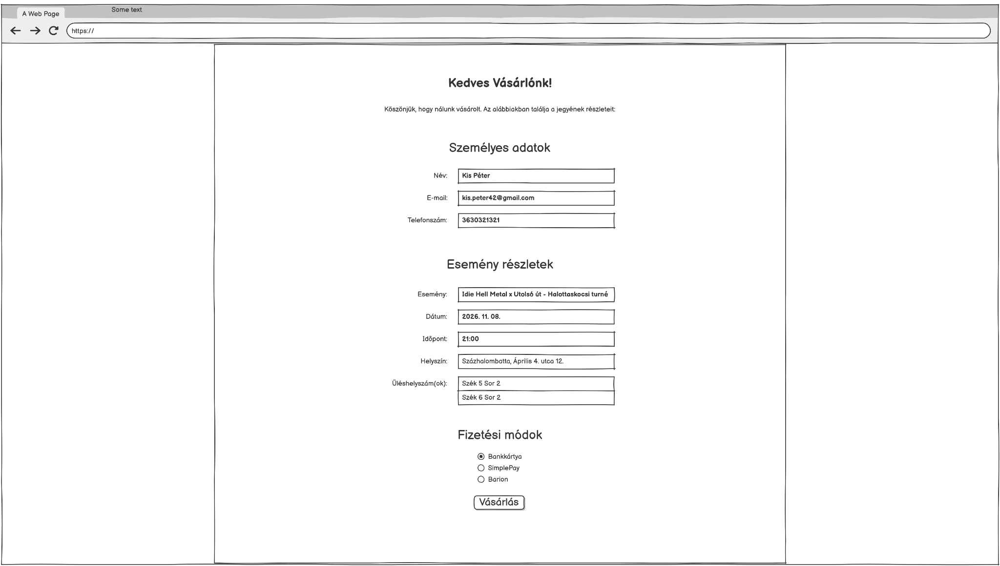 Some text
A Web Page
https://
Kedves Vásárlónk!
Köszönjük, hogy nálunk vásárolt. Az alábbiakban találja a jegyének részleteit:
Személyes adatok
Név: Kis Péter
E-mail: kis.peter42@gmail.com
Telefonszám: 3630321321
Esemény részletek
Esemény: Idie Hell Metal x Utolsó út - Halottaskocsi turné
Dátum: 2026. 11. 08.
Időpont: 21:00
Helyszín: Százhalombatta, Április 4. utca 12.
Üléshelyszám(ok): Szék 5 Sor 2
Szék 6 Sor 2
Fizetési módok
Bankkártya
SimplePay
Barion
Vásárlás